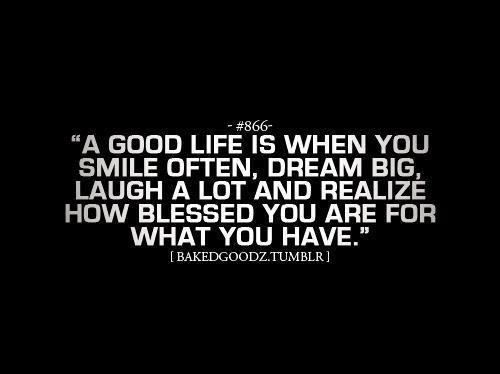 - #866-
“A GOOD LIFE IS WHEN YOU
SMILE OFTEN, DREAM BIG,
LAUGH A LOT AND REALIZE
HOW BLESSED YOU ARE FOR
WHAT YOU HAVE.”
[ BAKEDGOODZ.TUMBLR ]